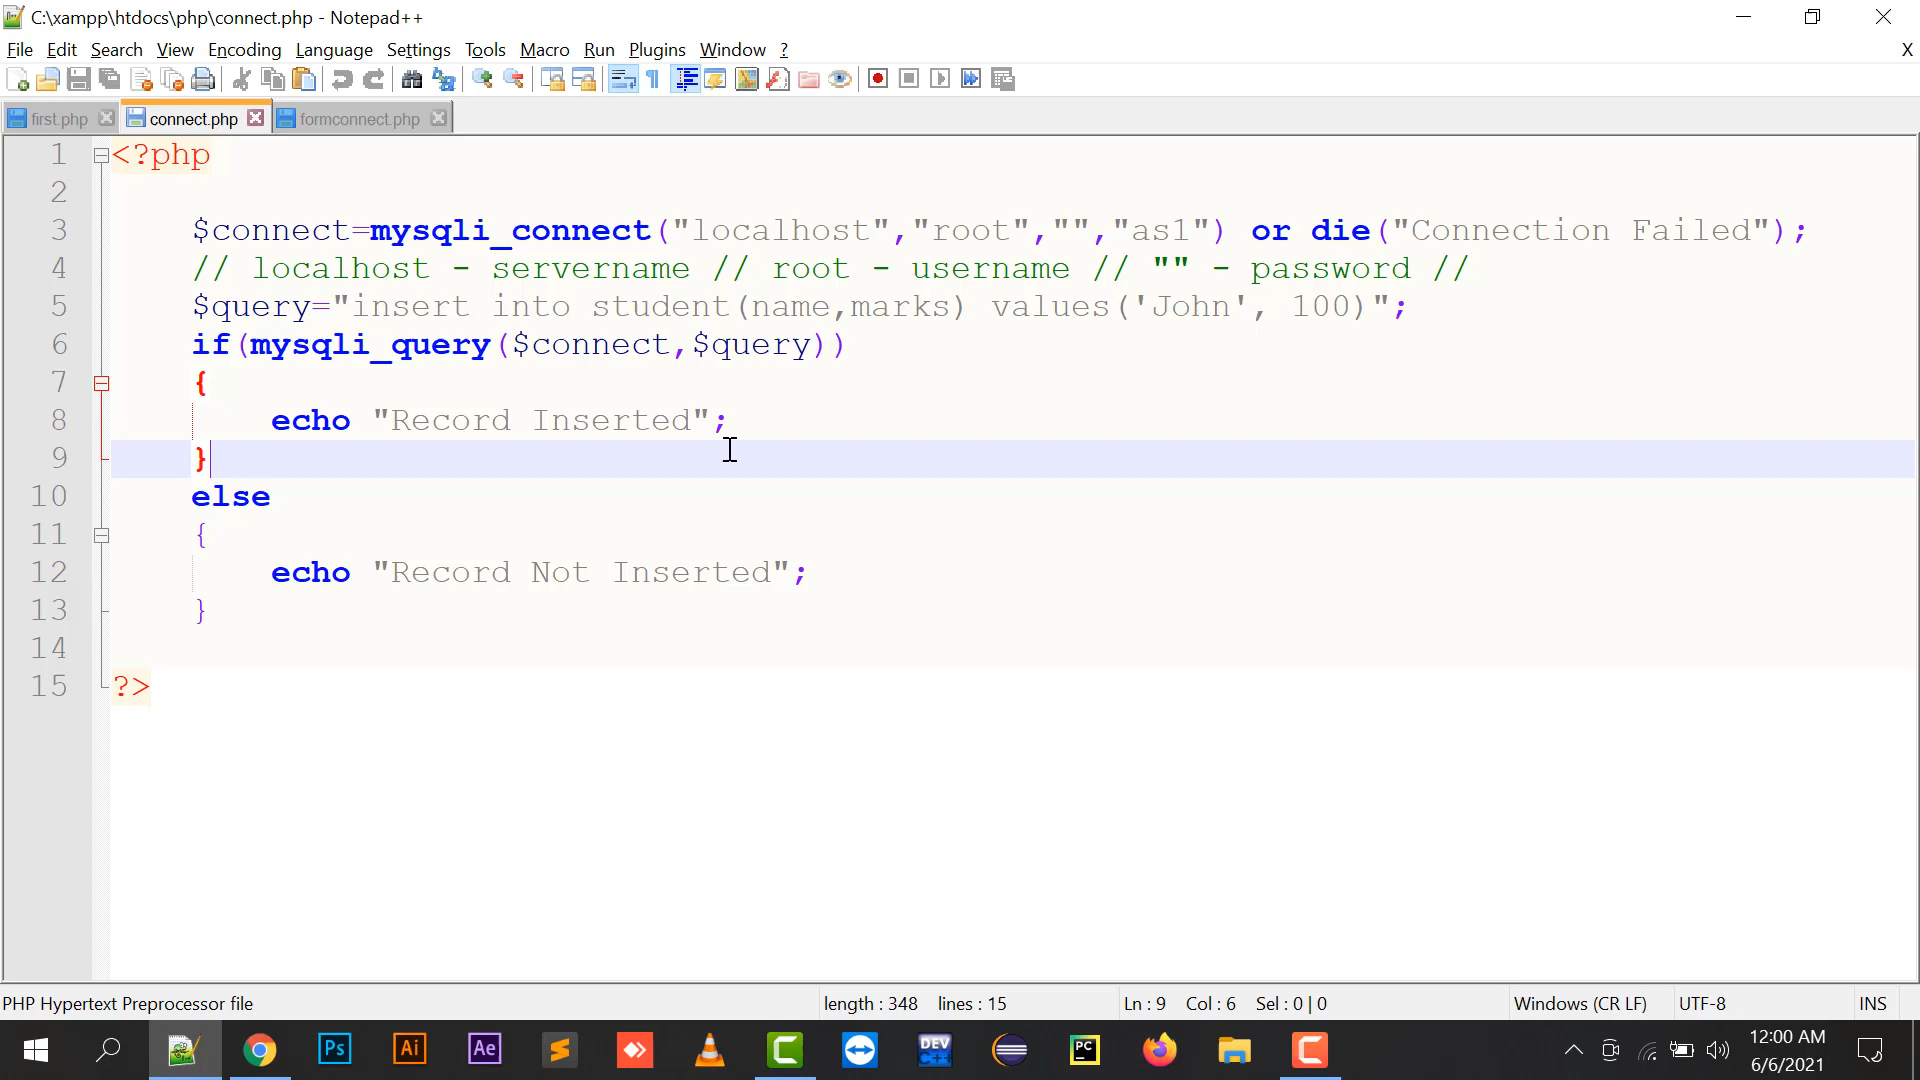 C:\xampp\htdocs\php\connect.php - Notepad++
File Edit Search View Encoding Language Settings Tools Macro Run Plugins Window ? X
first.php connect.php formconnect.php
1 <?php
2
3 $connect=mysqli_connect("localhost","root","","as1") or die("Connection Failed");
4 // localhost - servername // root - username // "" - password //
5 $query="insert into student(name,marks) values('John', 100)";
6 if(mysqli_query($connect,$query))
7 {
8 echo "Record Inserted";
9 }
10 else
11 {
12 echo "Record Not Inserted";
13 }
14
15 ?>
PHP Hypertext Preprocessor file length : 348 lines : 15 Ln : 9 Col : 6 Sel : 0 | 0 Windows (CR LF) UTF-8 INS
Ps Ai Ae DEV C++ PC 12:00 AM
6/6/2021